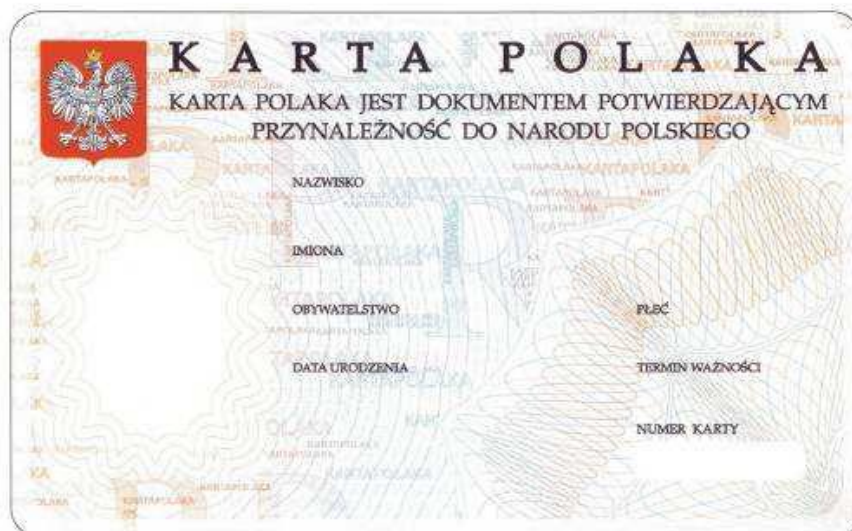 KARTA POLAKA
KARTA POLAKA JEST DOKUMENTEM POTWIERDZAJĄCYM
PRZYNALEŻNOŚĆ DO NARODU POLSKIEGO
NAZWISKO
IMIONA
OBYWATELSTWO
PŁEĆ
DATA URODZENIA
TERMIN WAŻNOŚCI
NUMER KARTY